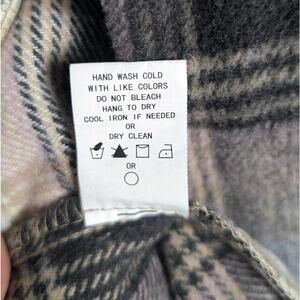 HAND WASH COLD
WITH LIKE COLORS
DO NOT BLEACH
HANG TO DRY
COOL IRON IF NEEDED
OR
DRY CLEAN
OR